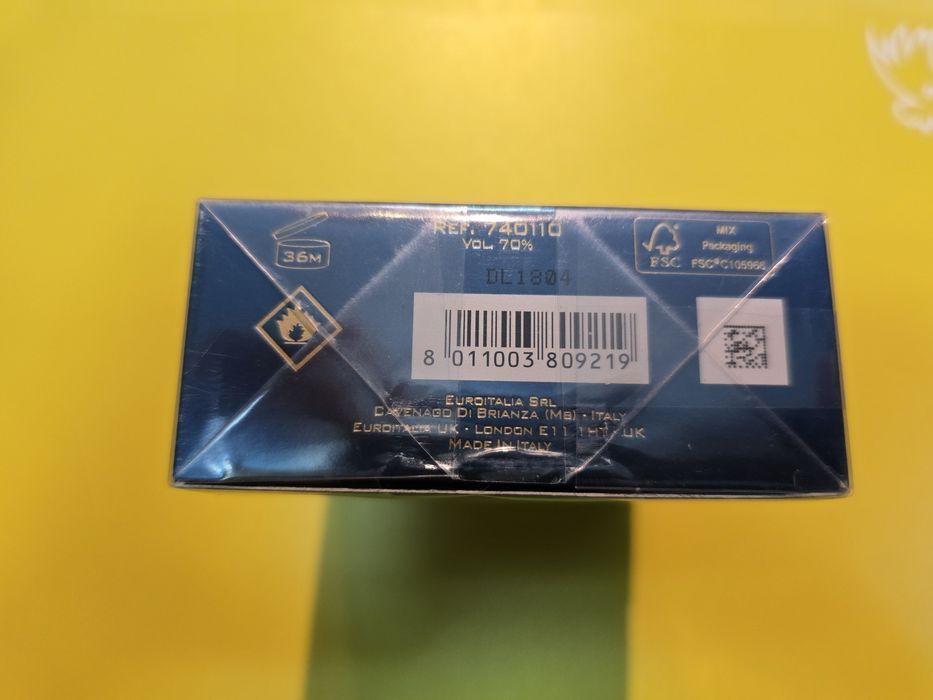 36M
REF. 740110
VOL. 70%
DL1804
FSC
MIX
Packaging
FSC® C105966
8 011003 809219
EUROITALIA SRL
CAVENAGO DI BRIANZA (MB) - ITALY
EUROITALIA UK - LONDON E11 1HT - UK
MADE IN ITALY